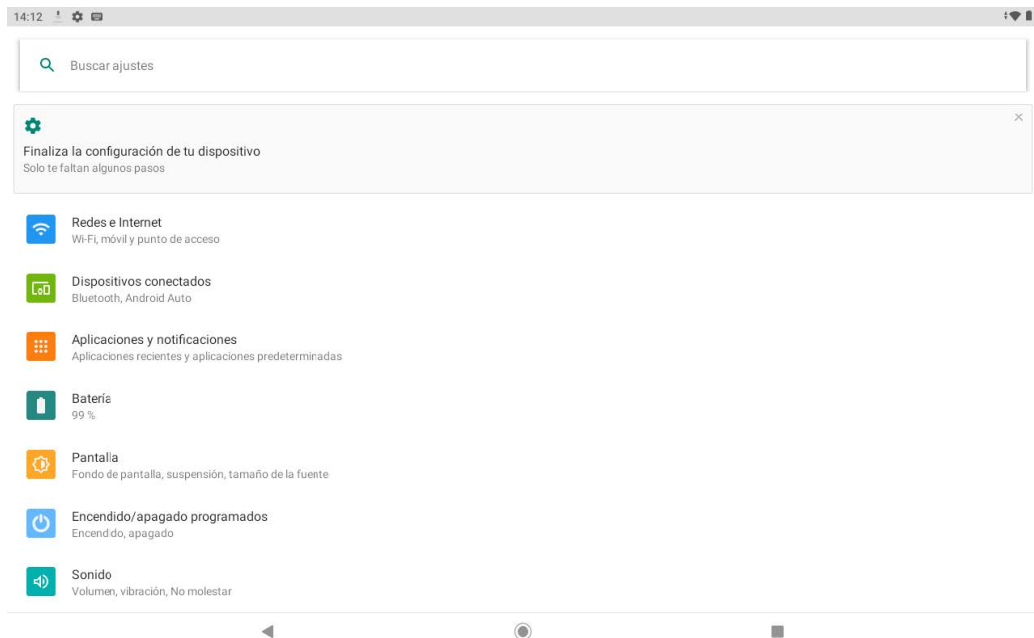 14:12
Buscar ajustes
Finaliza la configuración de tu dispositivo
Solo te faltan algunos pasos
Redes e Internet
Wi-Fi, móvil y punto de acceso
Dispositivos conectados
Bluetooth, Android Auto
Aplicaciones y notificaciones
Aplicaciones recientes y aplicaciones predeterminadas
Batería
99 %
Pantalla
Fondo de pantalla, suspensión, tamaño de la fuente
Encendido/apagado programados
Encendido, apagado
Sonido
Volumen, vibración, No molestar